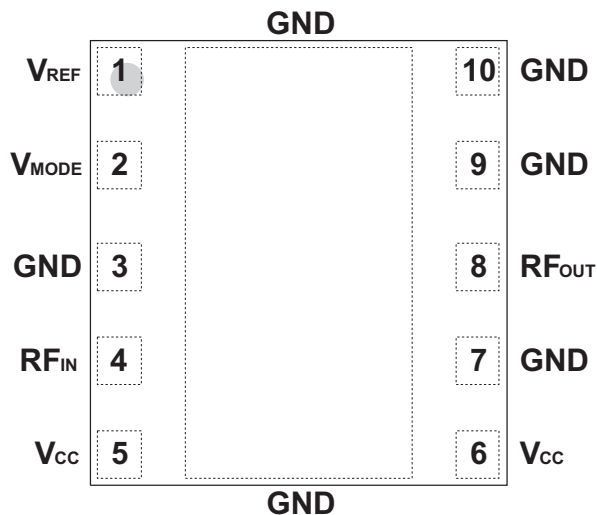 GND
VREF 1 10 GND
VMODE 2 9 GND
GND 3 8 RFOUT
RFIN 4 7 GND
Vcc 5 6 Vcc
GND